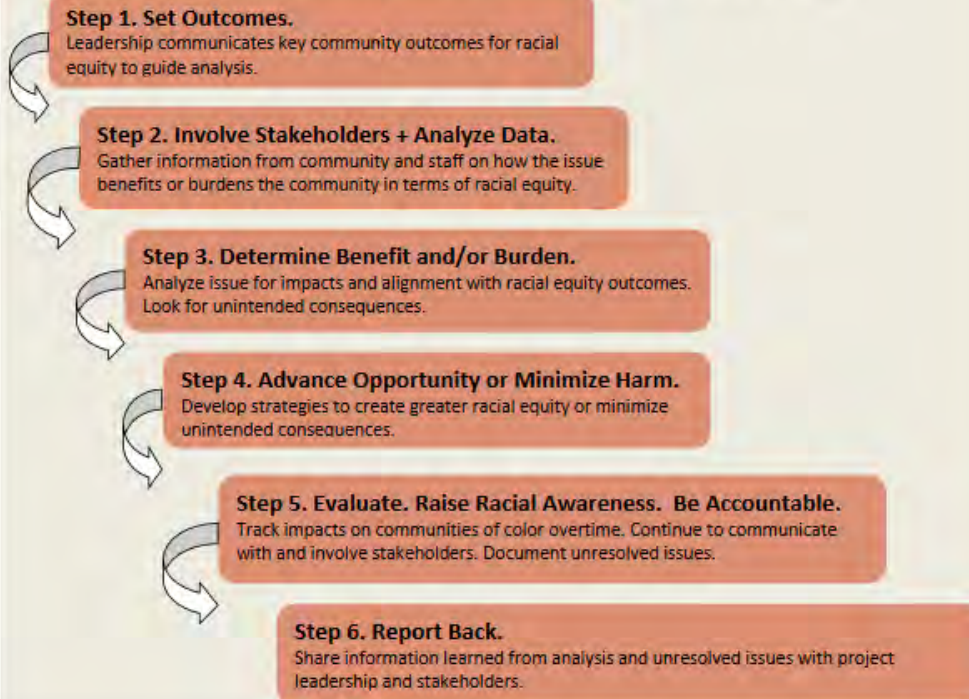 Step 1. Set Outcomes.
Leadership communicates key community outcomes for racial
equity to guide analysis.
Step 2. Involve Stakeholders + Analyze Data.
Gather information from community and staff on how the issue
benefits or burdens the community in terms of racial equity.
Step 3. Determine Benefit and/or Burden.
Analyze issue for impacts and alignment with racial equity outcomes.
Look for unintended consequences.
Step 4. Advance Opportunity or Minimize Harm.
Develop strategies to create greater racial equity or minimize
unintended consequences.
Step 5. Evaluate. Raise Racial Awareness. Be Accountable.
Track impacts on communities of color overtime. Continue to communicate
with and involve stakeholders. Document unresolved issues.
Step 6. Report Back.
Share information learned from analysis and unresolved issues with project
leadership and stakeholders.